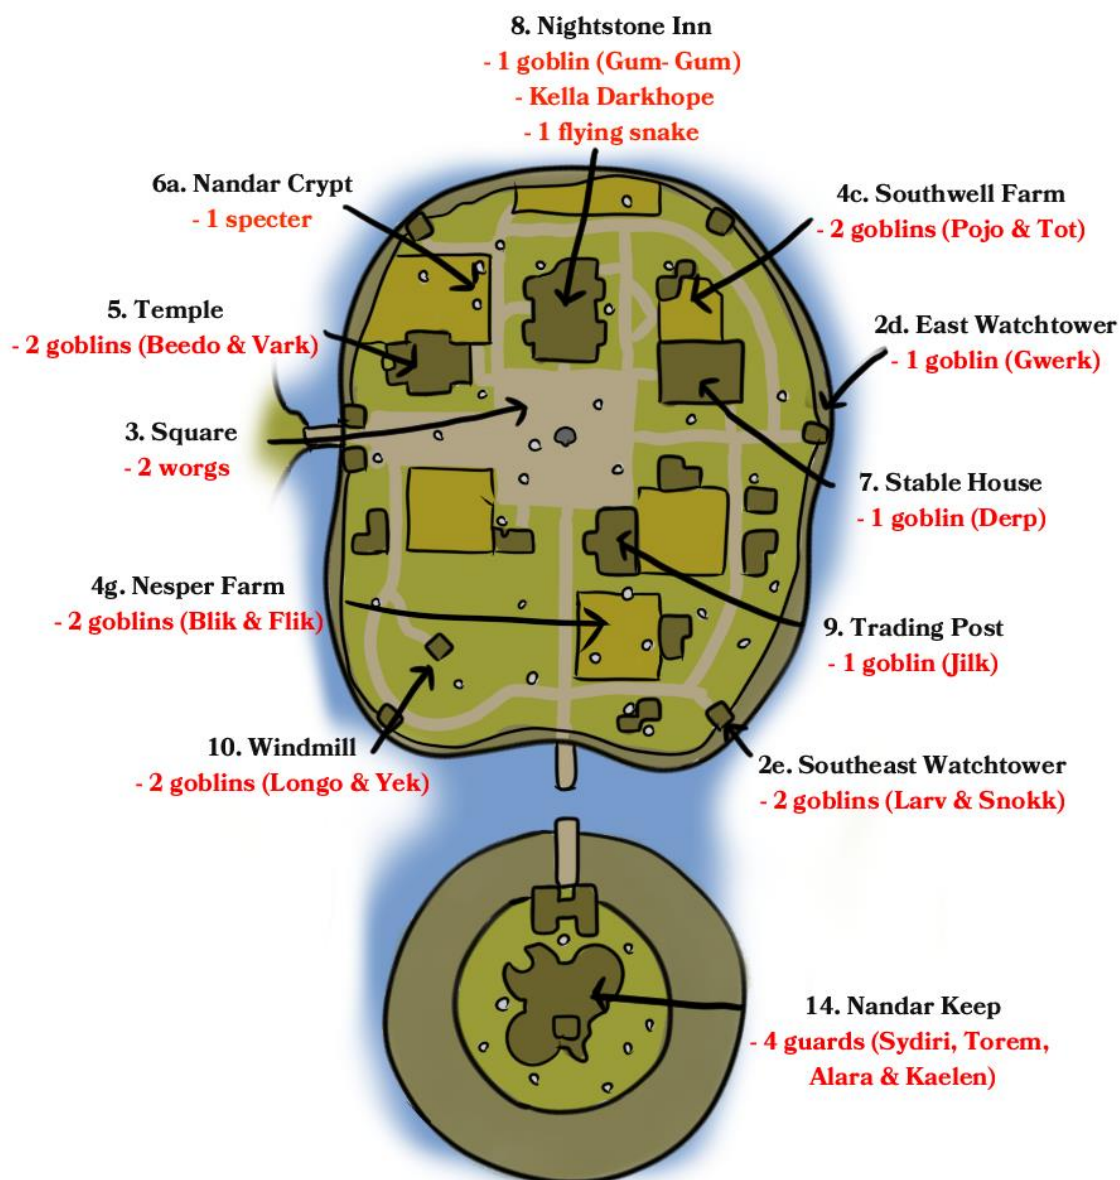 8. Nightstone Inn
- 1 goblin (Gum- Gum)
- Kella Darkhope
- 1 flying snake
6a. Nandar Crypt
- 1 specter
4c. Southwell Farm
- 2 goblins (Pojo & Tot)
5. Temple
- 2 goblins (Beedo & Vark)
2d. East Watchtower
- 1 goblin (Gwerk)
3. Square
- 2 worgs
7. Stable House
- 1 goblin (Derp)
4g. Nesper Farm
- 2 goblins (Blik & Flik)
9. Trading Post
- 1 goblin (Jilk)
10. Windmill
- 2 goblins (Longo & Yek)
2e. Southeast Watchtower
- 2 goblins (Larv & Snokk)
14. Nandar Keep
- 4 guards (Sydiri, Torem,
Alara & Kaelen)